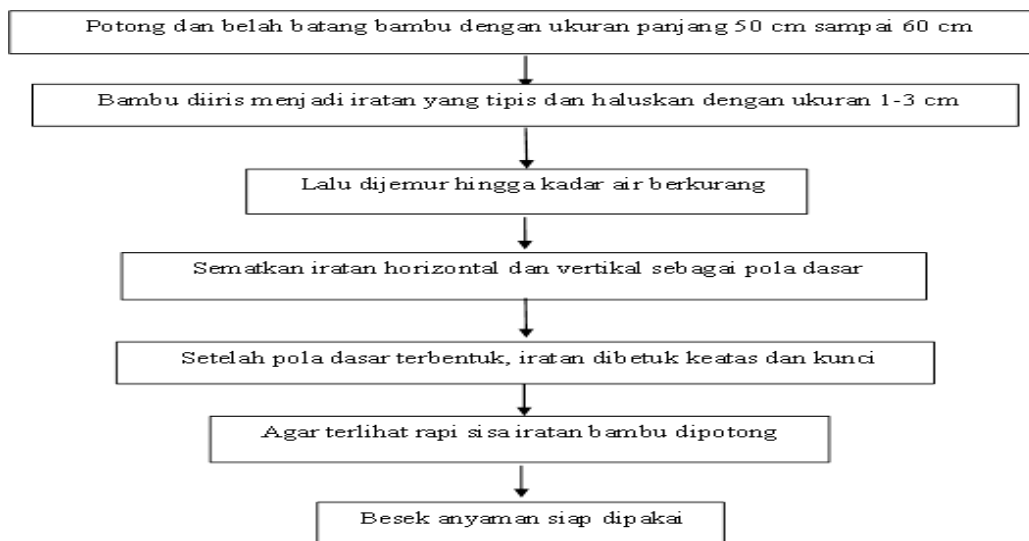 Potong dan belah batang bambu dengan ukuran panjang 50 cm sampai 60 cm
Bambu diiris menjadi iratan yang tipis dan haluskan dengan ukuran 1-3 cm
Lalu dijemur hingga kadar air berkurang
Sematkan iratan horizontal dan vertikal sebagai pola dasar
Setelah pola dasar terbentuk, iratan dibetuk keatas dan kunci
Agar terlihat rapi sisa iratan bambu dipotong
Besek anyaman siap dipakai